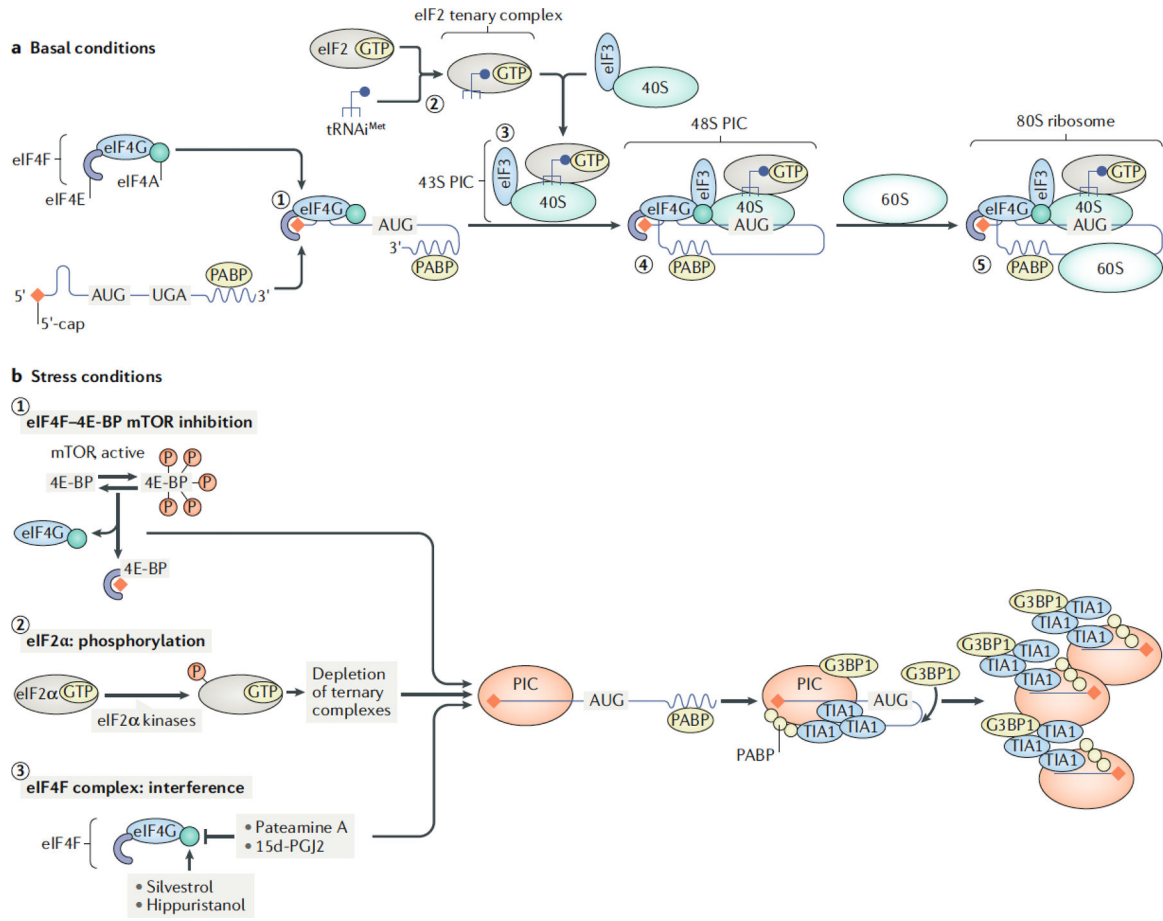 a Basal conditions
eIF2 tenary complex
eIF2 GTP
GTP
eIF3
40S
tRNAiMet
②
③
eIF4F
eIF4G
eIF4A
eIF4E
43S PIC
eIF3
GTP
40S
48S PIC
eIF3
GTP
eIF4G
40S
AUG
④
PABP
60S
80S ribosome
eIF3
GTP
eIF4G
40S
AUG
⑤
PABP
60S
①
eIF4G
AUG
3'
PABP
5'
AUG
UGA
PABP
3'
5'-cap
b Stress conditions
①
eIF4F–4E-BP mTOR inhibition
mTOR, active
4E-BP
4E-BP
P
P
P
P
P
eIF4G
4E-BP
②
eIF2α: phosphorylation
eIF2α GTP
eIF2α kinases
P
GTP
Depletion
of ternary
complexes
③
eIF4F complex: interference
eIF4F
eIF4G
• Pateamine A
• 15d-PGJ2
• Silvestrol
• Hippuristanol
PIC
AUG
PABP
PIC
G3BP1
AUG
TIA1
TIA1
TIA1
PABP
G3BP1
G3BP1
TIA1
TIA1
TIA1
G3BP1
TIA1
TIA1
TIA1
G3BP1
TIA1
TIA1
TIA1